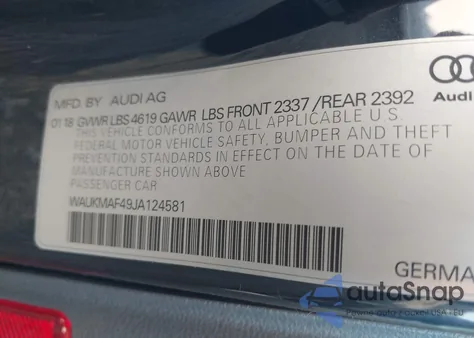 MFD. BY AUDI AG
01 18 GVWR LBS 4619 GAWR LBS FRONT 2337 /REAR 2392
THIS VEHICLE CONFORMS TO ALL APPLICABLE U.S.
FEDERAL MOTOR VEHICLE SAFETY, BUMPER AND THEFT
PREVENTION STANDARDS IN EFFECT ON THE DATE OF
MANUFACTURE SHOWN ABOVE
PASSENGER CAR
WAUKMAF49JA124581
Audi
GERMA
autoSnap